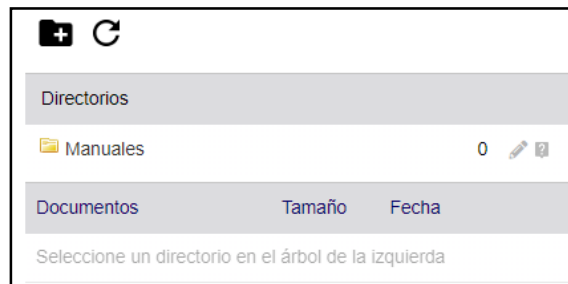 Directorios
Manuales 0
Documentos Tamaño Fecha
Seleccione un directorio en el árbol de la izquierda